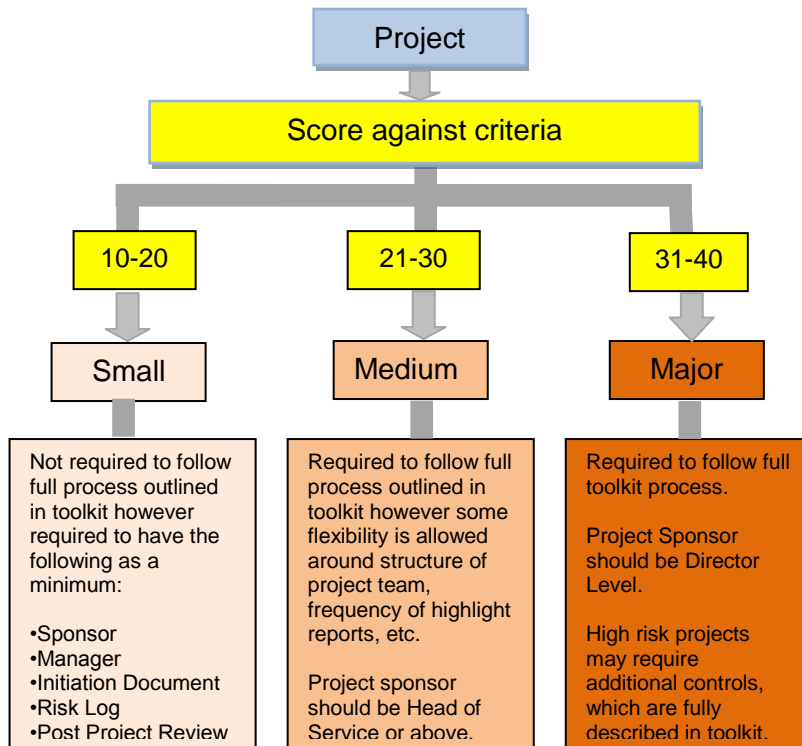 Project
Score against criteria
10-20
21-30
31-40
Small
Medium
Major
Not required to follow
full process outlined
in toolkit however
required to have the
following as a
minimum:
•Sponsor
•Manager
•Initiation Document
•Risk Log
•Post Project Review
Required to follow full
process outlined in
toolkit however some
flexibility is allowed
around structure of
project team,
frequency of highlight
reports, etc.
Project sponsor
should be Head of
Service or above.
Required to follow full
toolkit process.
Project Sponsor
should be Director
Level.
High risk projects
may require
additional controls,
which are fully
described in toolkit.